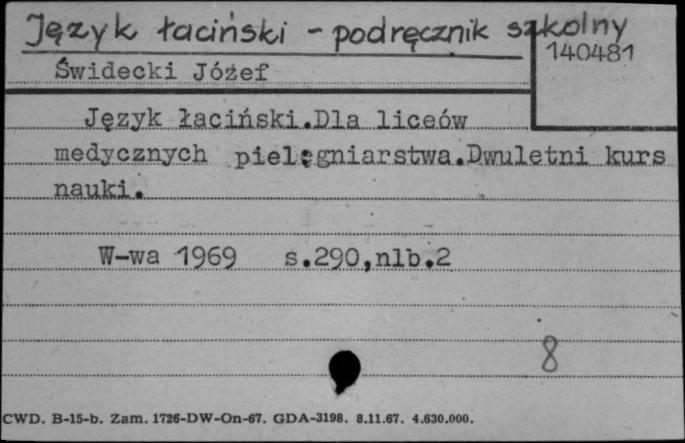 Język łaciński - podręcznik szkolny
140481
Świdecki Józef
Język łaciński.Dla liceów
medycznych pielęgniarstwa.Dwuletni kurs
nauki.
W-wa 1969 s.290,nlb.2
8
CWD. B-15-b. Zam. 1726-DW-On-67. GDA-3198. 8.11.67. 4.630.000.